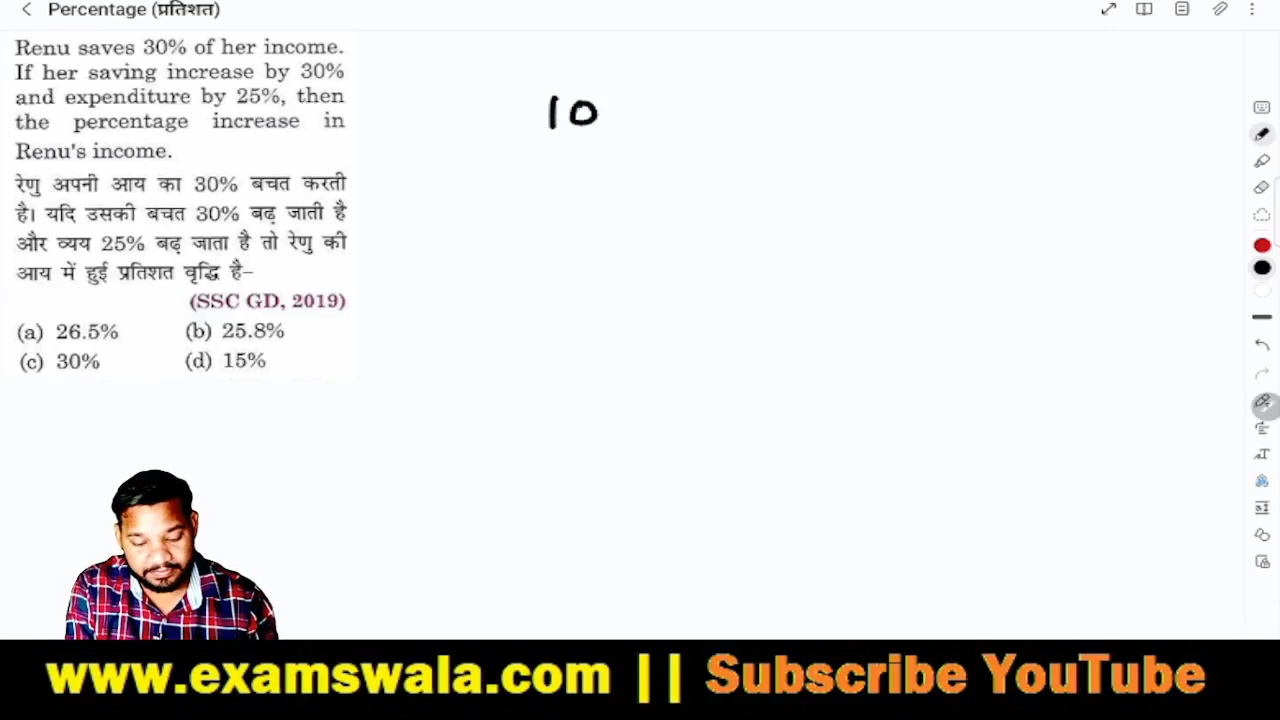 Percentage (प्रतिशत)
Renu saves 30% of her income.
If her saving increase by 30%
and expenditure by 25%, then
the percentage increase in
Renu's income.
रेणु अपनी आय का 30% बचत करती
है। यदि उसकी बचत 30% बढ़ जाती है
और व्यय 25% बढ़ जाता है तो रेणु की
आय में हुई प्रतिशत वृद्धि है–
(SSC GD, 2019)
(a) 26.5% (b) 25.8%
(c) 30% (d) 15%
10
www.examswala.com || Subscribe YouTube